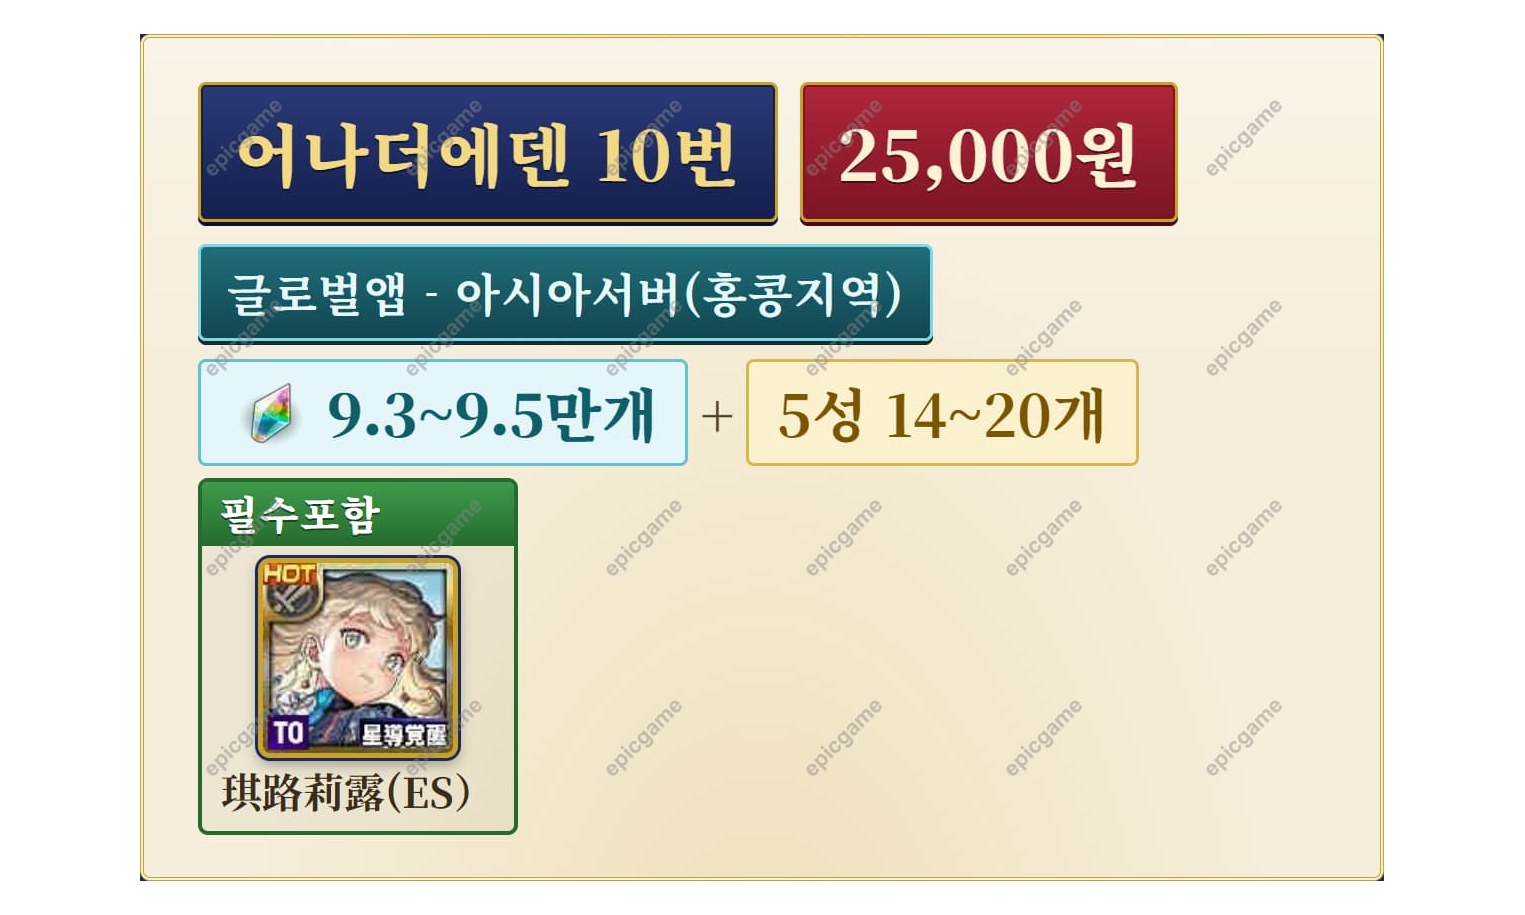 어나더에덴 10번 25,000원
글로벌앱 - 아시아서버(홍콩지역)
9.3~9.5만개 + 5성 14~20개
필수포함
HOT
TO 星導覚醒
琪路莉露(ES)
epicgame